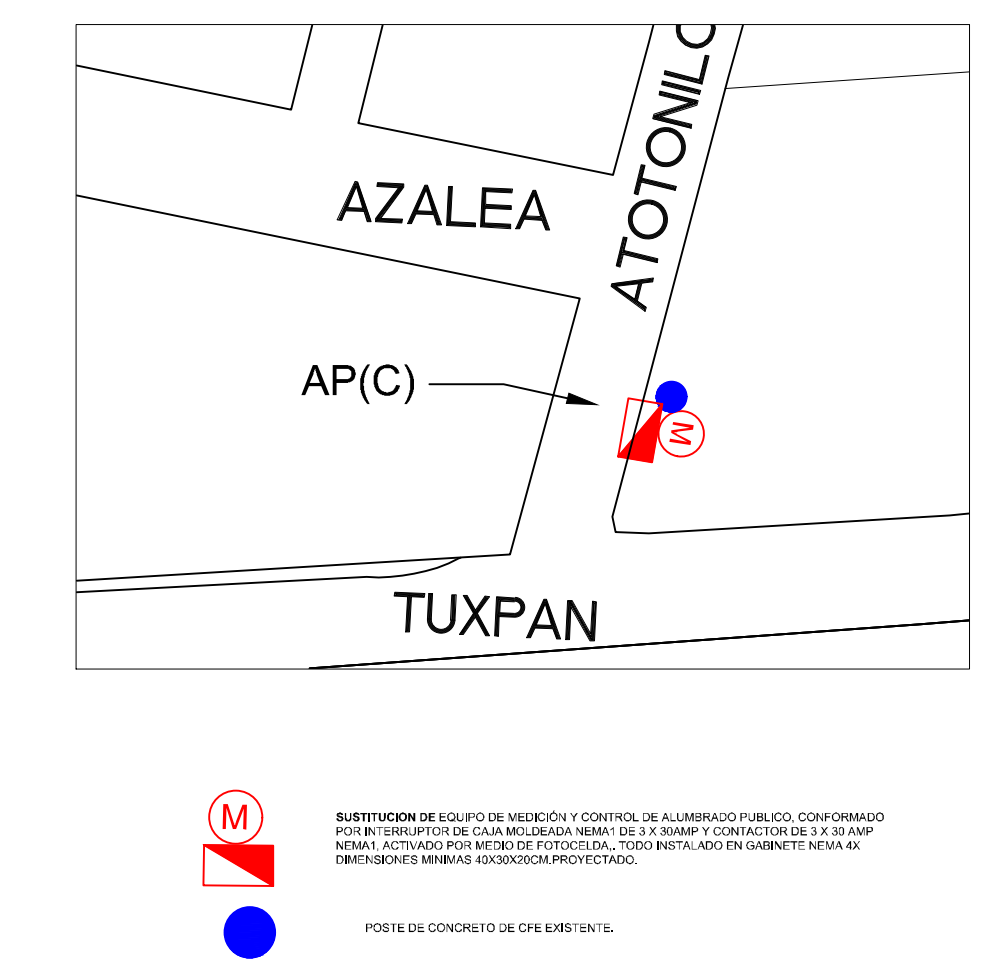 ATOTONILC
AZALEA
AP(C)
M
TUXPAN
M
SUSTITUCION DE EQUIPO DE MEDICIÓN Y CONTROL DE ALUMBRADO PUBLICO, CONFORMADO
POR INTERRUPTOR DE CAJA MOLDEADA NEMA1 DE 3 X 30AMP Y CONTACTOR DE 3 X 30 AMP
NEMA1, ACTIVADO POR MEDIO DE FOTOCELDA,. TODO INSTALADO EN GABINETE NEMA 4X
DIMENSIONES MINIMAS 40X30X20CM.PROYECTADO.
POSTE DE CONCRETO DE CFE EXISTENTE.